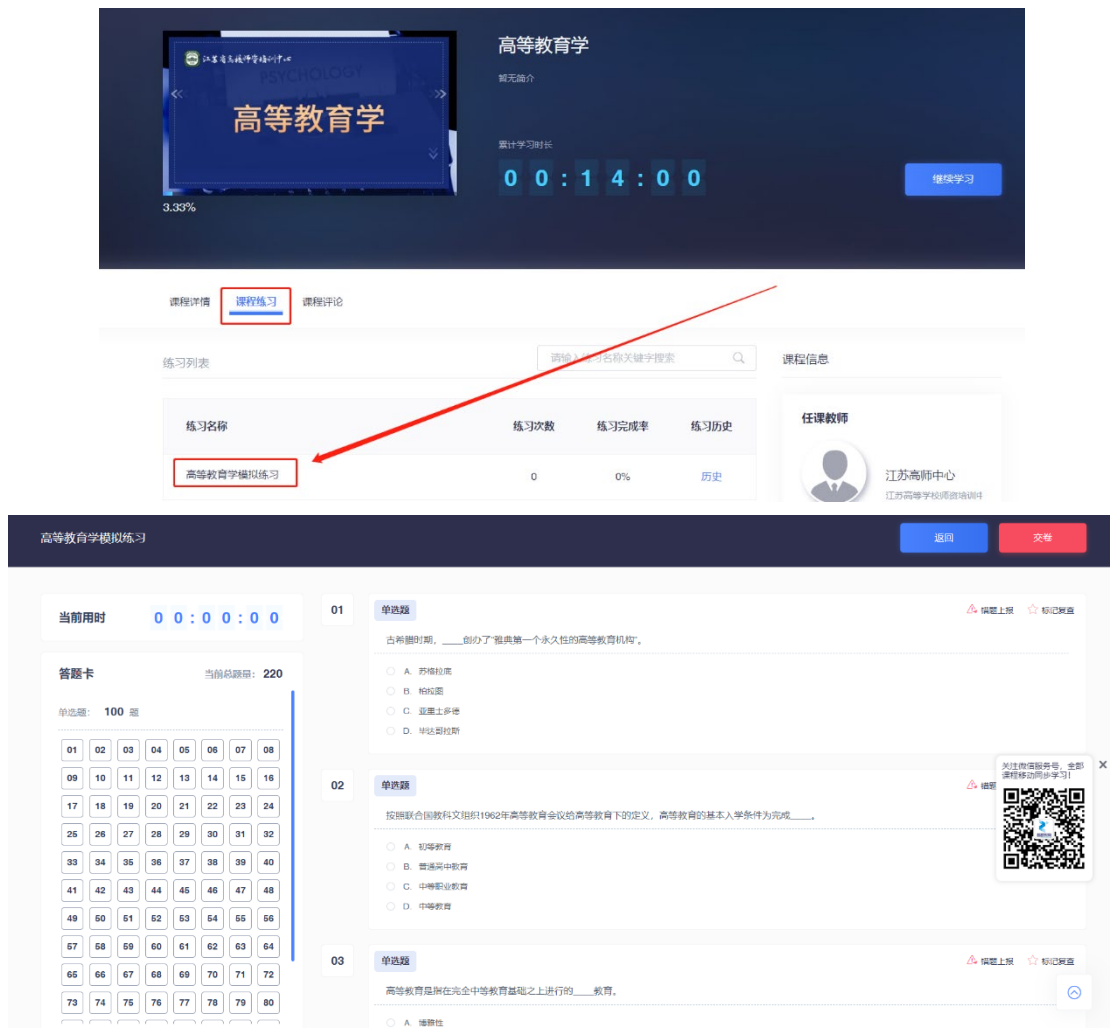 江苏省高校师资培训中心
PSYCHOLOGY
高等教育学
3.33%
高等教育学
暂无简介
累计学习时长
00:14:00
继续学习
课程详情 课程练习 课程评论
练习列表
请输入练习名称关键字搜索
课程信息
练习名称 练习次数 练习完成率 练习历史
高等教育学模拟练习 0 0% 历史
任课教师
江苏高师中心
江苏高等学校师资培训中
高等教育学模拟练习
返回 交卷
当前用时 00:00:00
答题卡 当前总题量: 220
单选题: 100 题
01 02 03 04 05 06 07 08
09 10 11 12 13 14 15 16
17 18 19 20 21 22 23 24
25 26 27 28 29 30 31 32
33 34 35 36 37 38 39 40
41 42 43 44 45 46 47 48
49 50 51 52 53 54 55 56
57 58 59 60 61 62 63 64
65 66 67 68 69 70 71 72
73 74 75 76 77 78 79 80
01 单选题 错题上报 标记复查
古希腊时期，____创办了"雅典第一个永久性的高等教育机构"。
A. 苏格拉底
B. 柏拉图
C. 亚里士多德
D. 毕达哥拉斯
02 单选题 错题
按照联合国教科文组织1962年高等教育会议给高等教育下的定义，高等教育的基本入学条件为完成____。
A. 初等教育
B. 普通高中教育
C. 中等职业教育
D. 中等教育
关注微信服务号，全部
课程移动同步学习！
03 单选题 错题上报 标记复查
高等教育是指在完全中等教育基础之上进行的____教育。
A. 博雅性